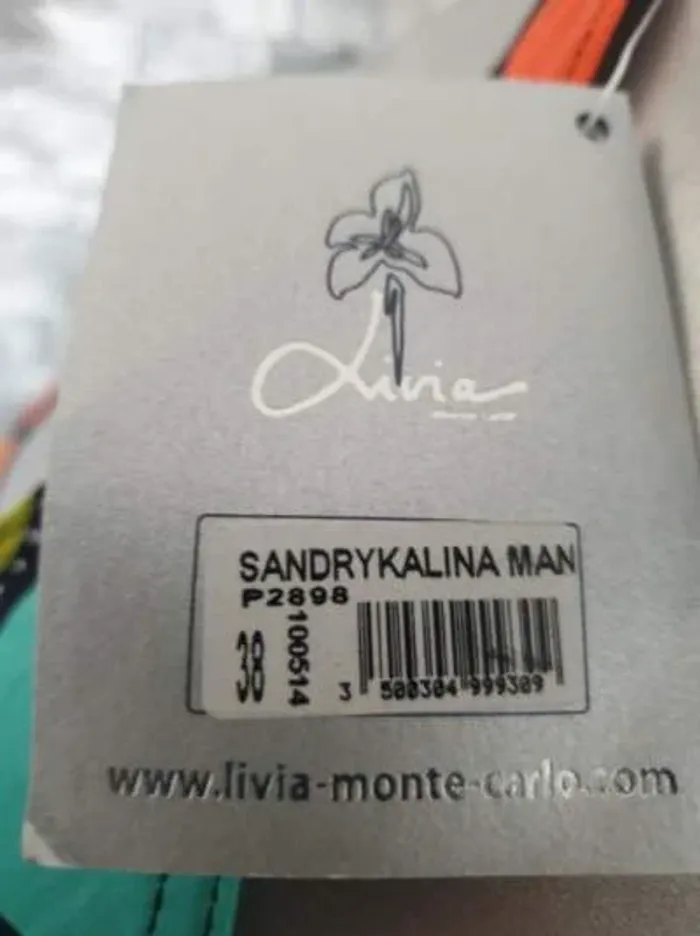 Livia
SANDRYKALINA MAN
P2898
38
100514
3 500304 999309
www.livia-monte-carlo.com